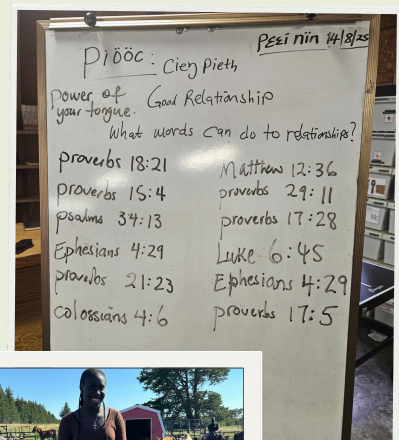 Pɛɛi nïn 14/8/25
Piööc: Cieŋ Pieth
Power of your tongue.
Good Relationship
What words can do to relationships?
proverbs 18:21
proverbs 15:4
psalms 34:13
Ephesians 4:29
proverbs 21:23
colossians 4:6
Matthew 12:36
proverbs 29:11
proverbs 17:28
Luke 6:45
Ephesians 4:29
proverbs 17:5